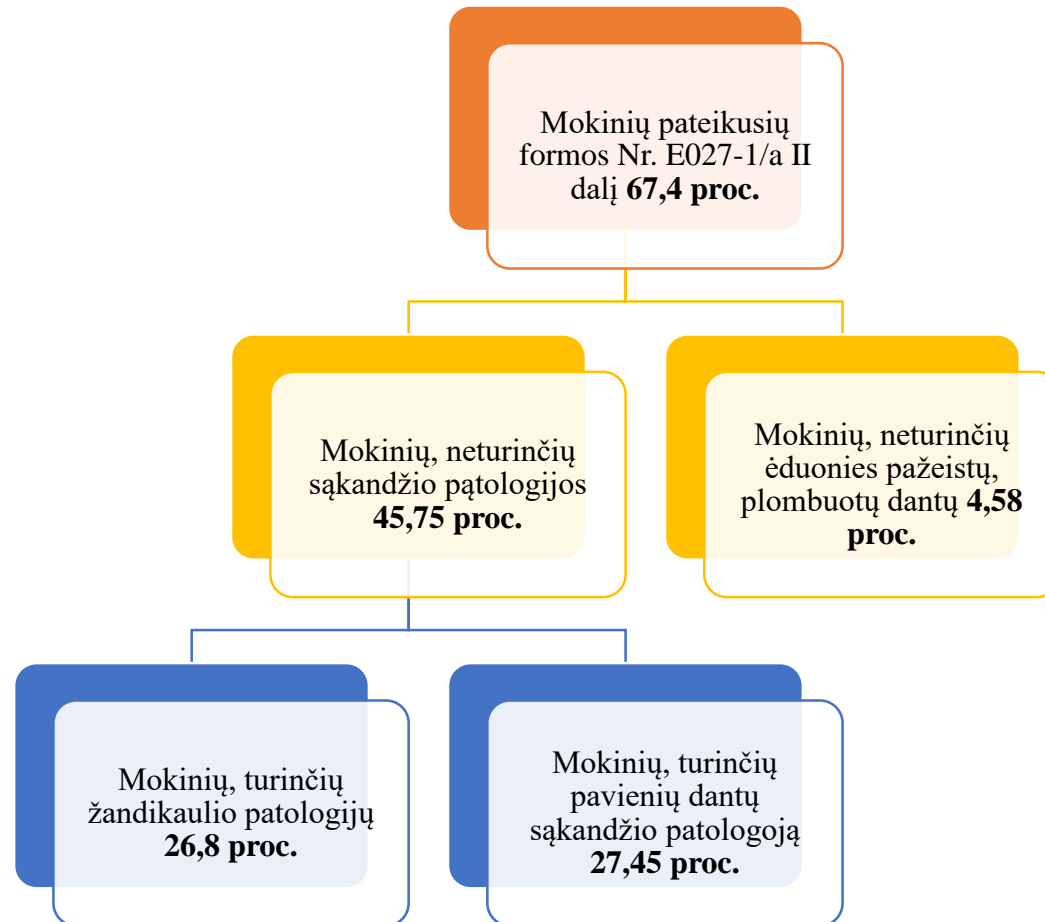 Mokinių pateikusių
formos Nr. E027-1/a II
dalį 67,4 proc.
Mokinių, neturinčių
sąkandžio pątologijos
45,75 proc.
Mokinių, neturinčių
ėduonies pažeistų,
plombuotų dantų 4,58
proc.
Mokinių, turinčių
žandikaulio patologijų
26,8 proc.
Mokinių, turinčių
pavienių dantų
sąkandžio patologoją
27,45 proc.